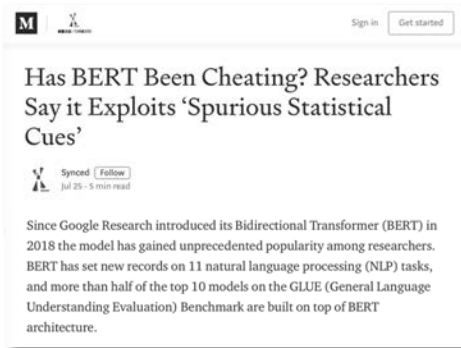 M
Sign in
Get started
Has BERT Been Cheating? Researchers
Say it Exploits ‘Spurious Statistical
Cues’
Synced Follow
Jul 25 · 5 min read
Since Google Research introduced its Bidirectional Transformer (BERT) in
2018 the model has gained unprecedented popularity among researchers.
BERT has set new records on 11 natural language processing (NLP) tasks,
and more than half of the top 10 models on the GLUE (General Language
Understanding Evaluation) Benchmark are built on top of BERT
architecture.